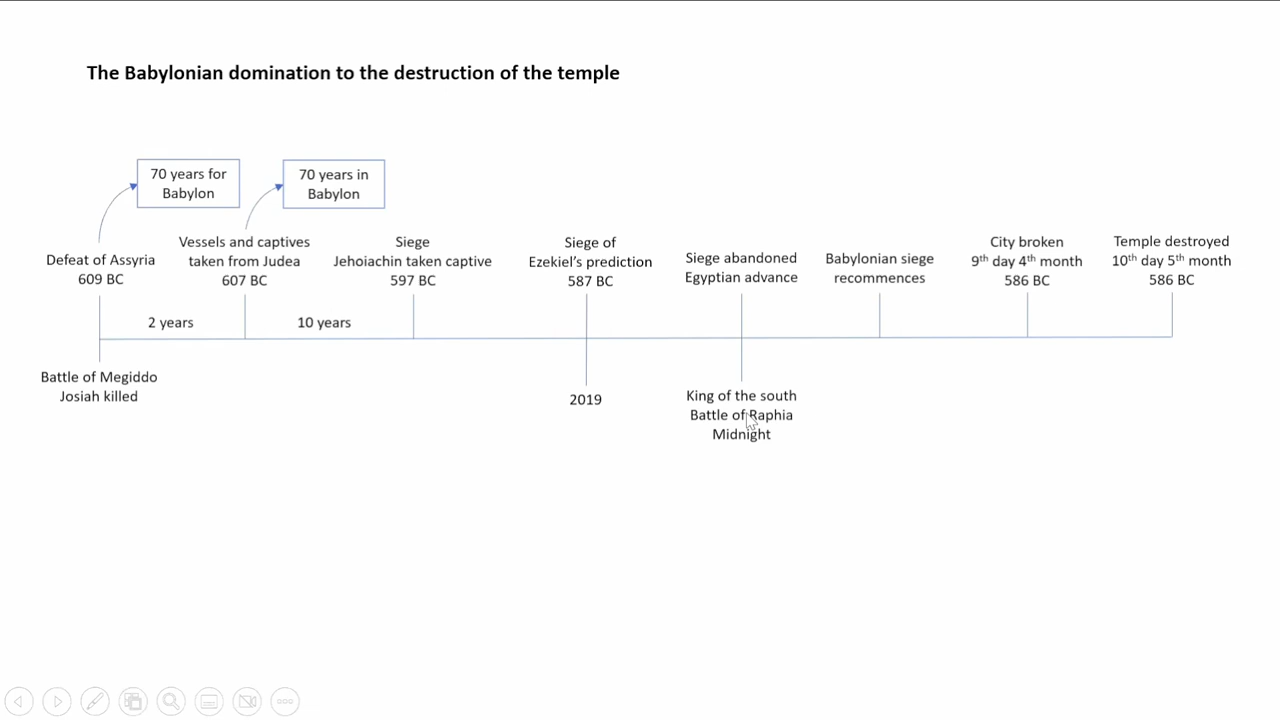 The Babylonian domination to the destruction of the temple
70 years for
Babylon
70 years in
Babylon
Defeat of Assyria
609 BC
Vessels and captives
taken from Judea
607 BC
Siege
Jehoiachin taken captive
597 BC
Siege of
Ezekiel's prediction
587 BC
Siege abandoned
Egyptian advance
Babylonian siege
recommences
City broken
9th day 4th month
586 BC
Temple destroyed
10th day 5th month
586 BC
2 years
10 years
Battle of Megiddo
Josiah killed
2019
King of the south
Battle of Raphia
Midnight